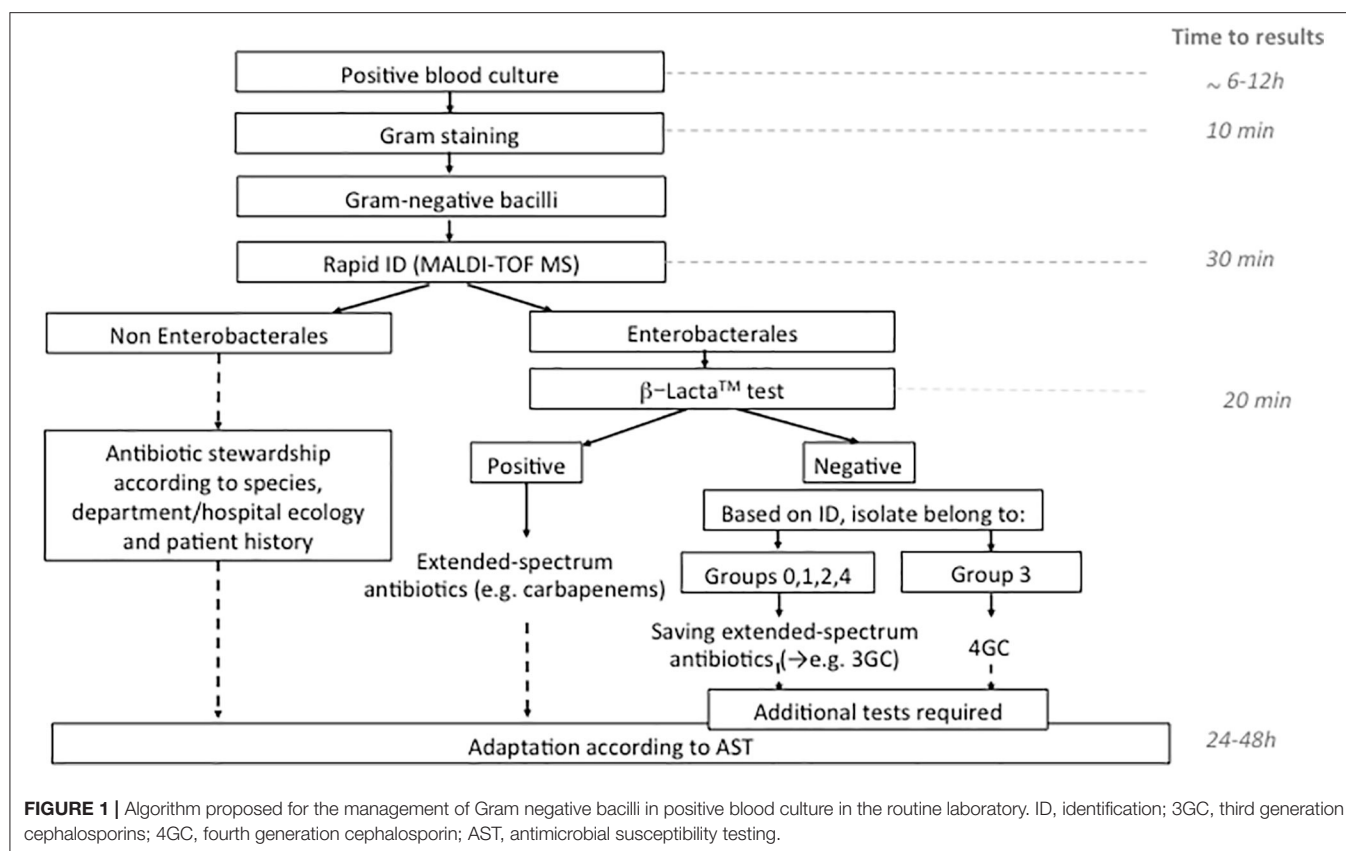 Time to results
Positive blood culture
~ 6-12h
Gram staining
10 min
Gram-negative bacilli
Rapid ID (MALDI-TOF MS)
30 min
Non Enterobacterales
Enterobacterales
β–Lacta™ test
20 min
Antibiotic stewardship
according to species,
department/hospital ecology
and patient history
Positive
Negative
Based on ID, isolate belong to:
Extended-spectrum
antibiotics (e.g. carbapenems)
Groups 0,1,2,4
Group 3
Saving extended-spectrum
antibiotics (→e.g. 3GC)
4GC
Additional tests required
Adaptation according to AST
24-48h
FIGURE 1 | Algorithm proposed for the management of Gram negative bacilli in positive blood culture in the routine laboratory. ID, identification; 3GC, third generation
cephalosporins; 4GC, fourth generation cephalosporin; AST, antimicrobial susceptibility testing.